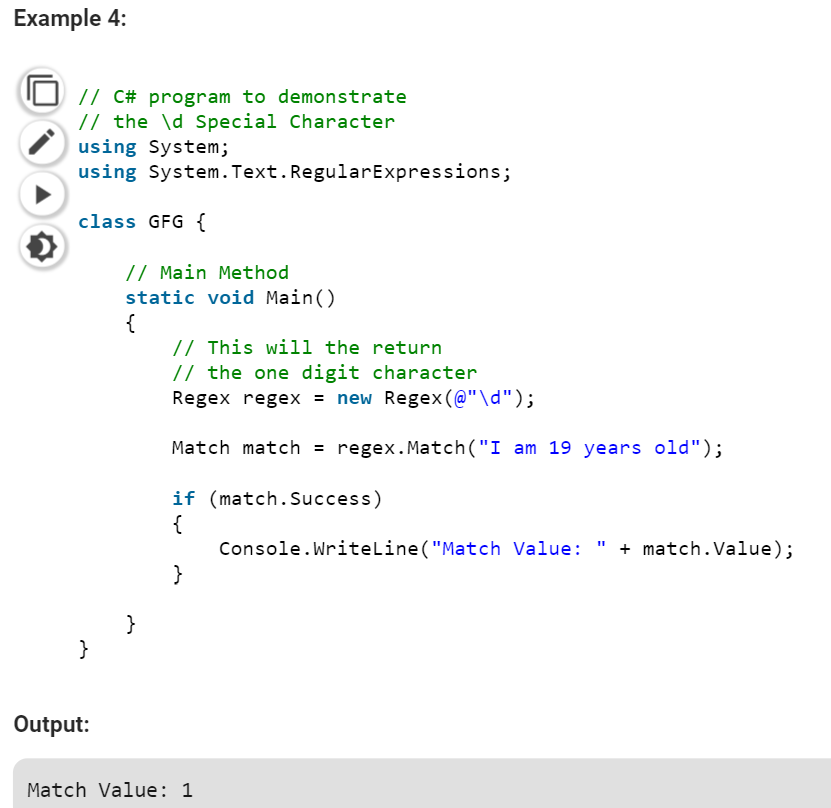 Example 4:
// C# program to demonstrate
// the \d Special Character
using System;
using System.Text.RegularExpressions;
class GFG {
// Main Method
static void Main()
{
// This will the return
// the one digit character
Regex regex = new Regex(@"\d");
Match match = regex.Match("I am 19 years old");
if (match.Success)
{
Console.WriteLine("Match Value: " + match.Value);
}
}
}
Output:
Match Value: 1